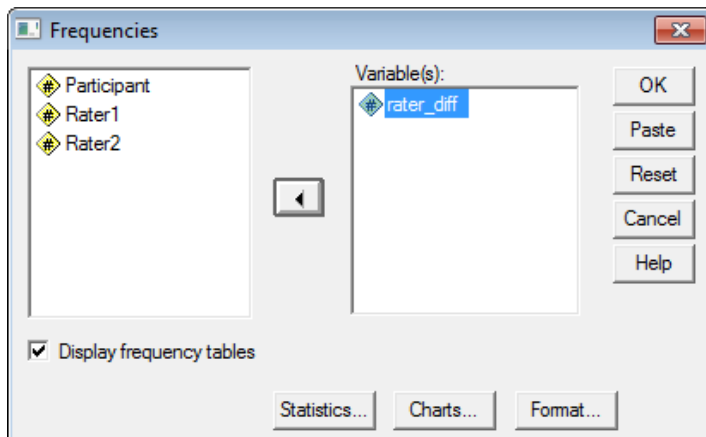 Frequencies
Participant
Rater1
Rater2
Variable(s):
rater_diff
OK
Paste
Reset
Cancel
Help
Display frequency tables
Statistics...
Charts...
Format...